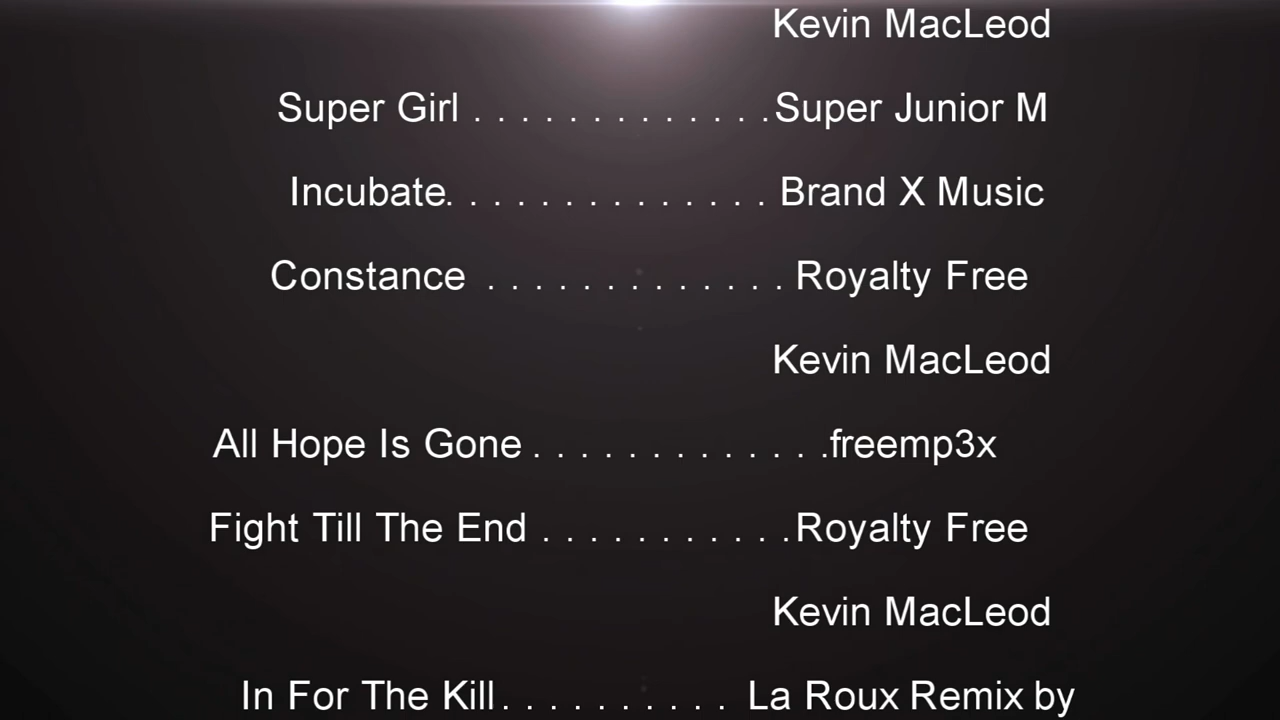 Kevin MacLeod
Super Girl . . . . . . . . . . . . . Super Junior M
Incubate. . . . . . . . . . . . . . Brand X Music
Constance . . . . . . . . . . . . . Royalty Free
Kevin MacLeod
All Hope Is Gone . . . . . . . . . . . . .freemp3x
Fight Till The End . . . . . . . . . . .Royalty Free
Kevin MacLeod
In For The Kill . . . . . . . . . . La Roux Remix by